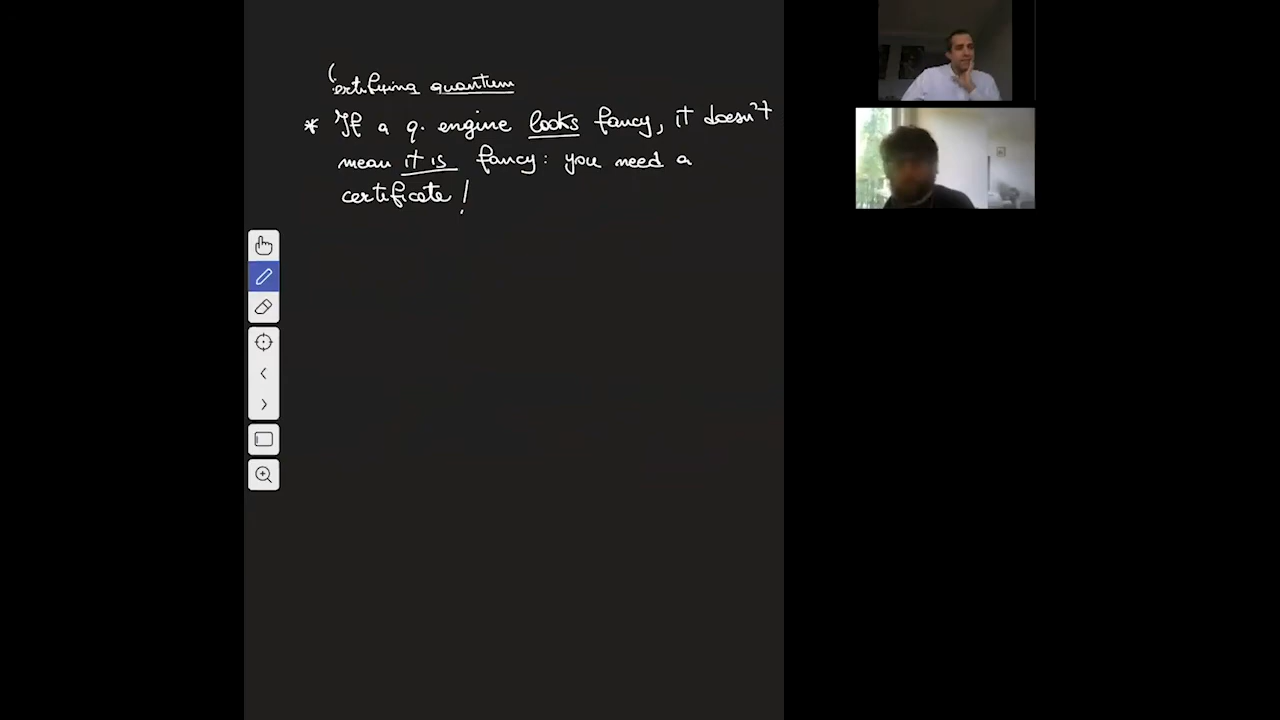 Certifying quantum
* If a q. engine looks fancy, it doesn't
mean it is fancy: you need a
certificate!